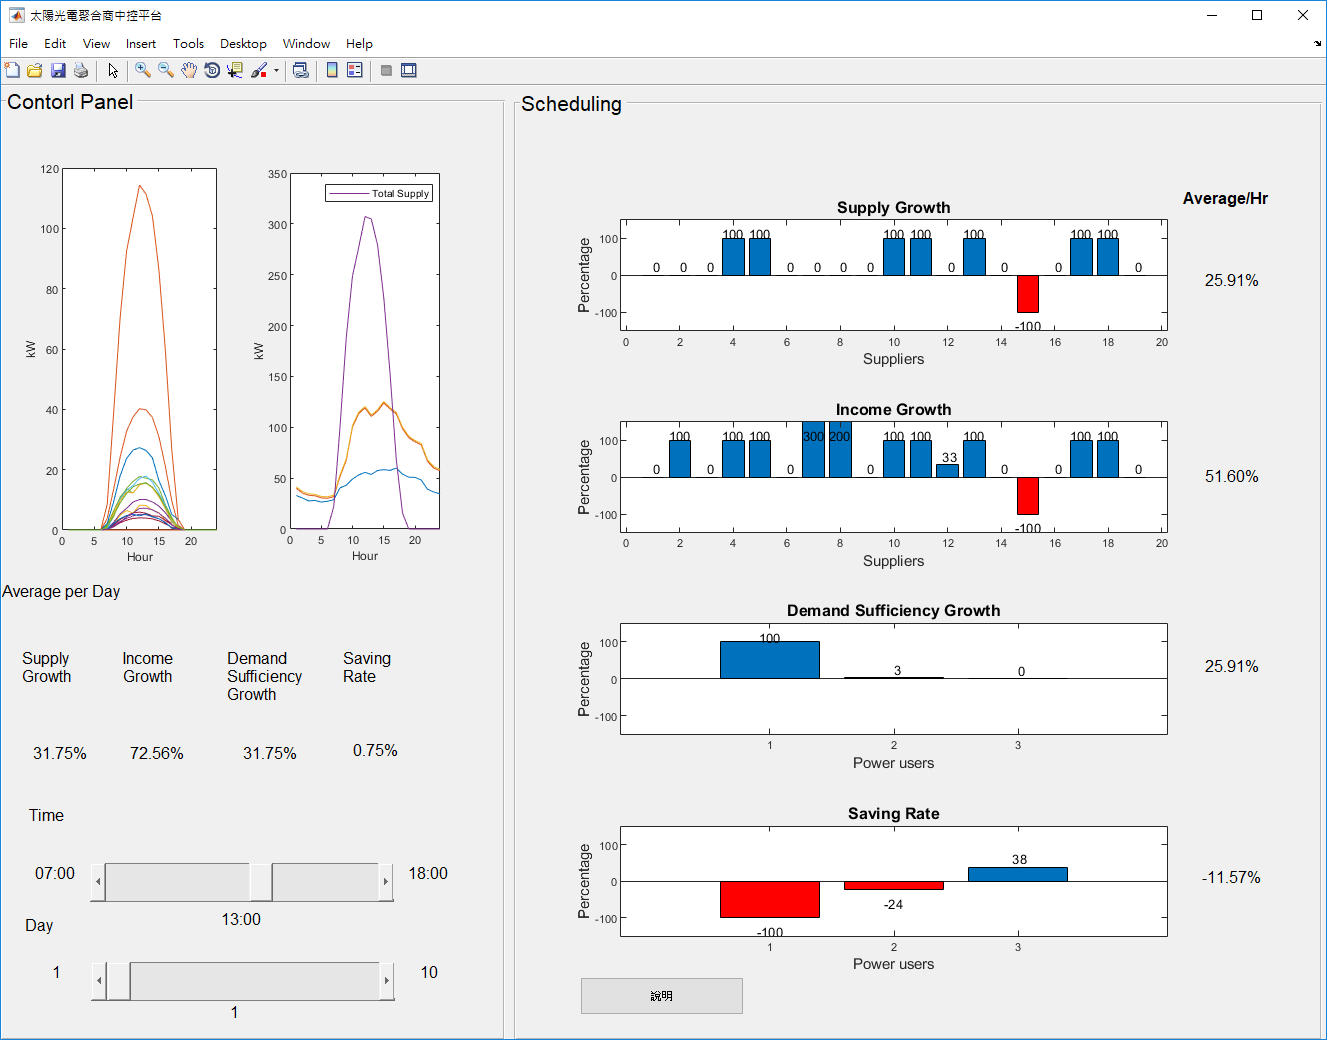 太陽光電聚合商中控平台
File Edit View Insert Tools Desktop Window Help
Contorl Panel
120
100
80
60
40
20
0
kW
0 5 10 15 20
Hour
350
300
250
200
150
100
50
0
kW
Total Supply
0 5 10 15 20
Hour
Average per Day
Supply Growth
Income Growth
Demand Sufficiency Growth
Saving Rate
31.75% 72.56% 31.75% 0.75%
Time
07:00 18:00
13:00
Day
1 10
1
Scheduling
Average/Hr
Supply Growth
Percentage
100
0
-100
0 0 0 100 100 0 0 0 0 100 100 0 100 0 -100 0 100 100 0
0 2 4 6 8 10 12 14 16 18 20
Suppliers
25.91%
Income Growth
Percentage
100
0
-100
0 100 0 100 100 0 300 200 0 100 100 33 100 0 -100 0 100 100 0
0 2 4 6 8 10 12 14 16 18 20
Suppliers
51.60%
Demand Sufficiency Growth
Percentage
100
0
-100
100 3 0
1 2 3
Power users
25.91%
Saving Rate
Percentage
100
0
-100
-100 -24 38
1 2 3
Power users
-11.57%
說明